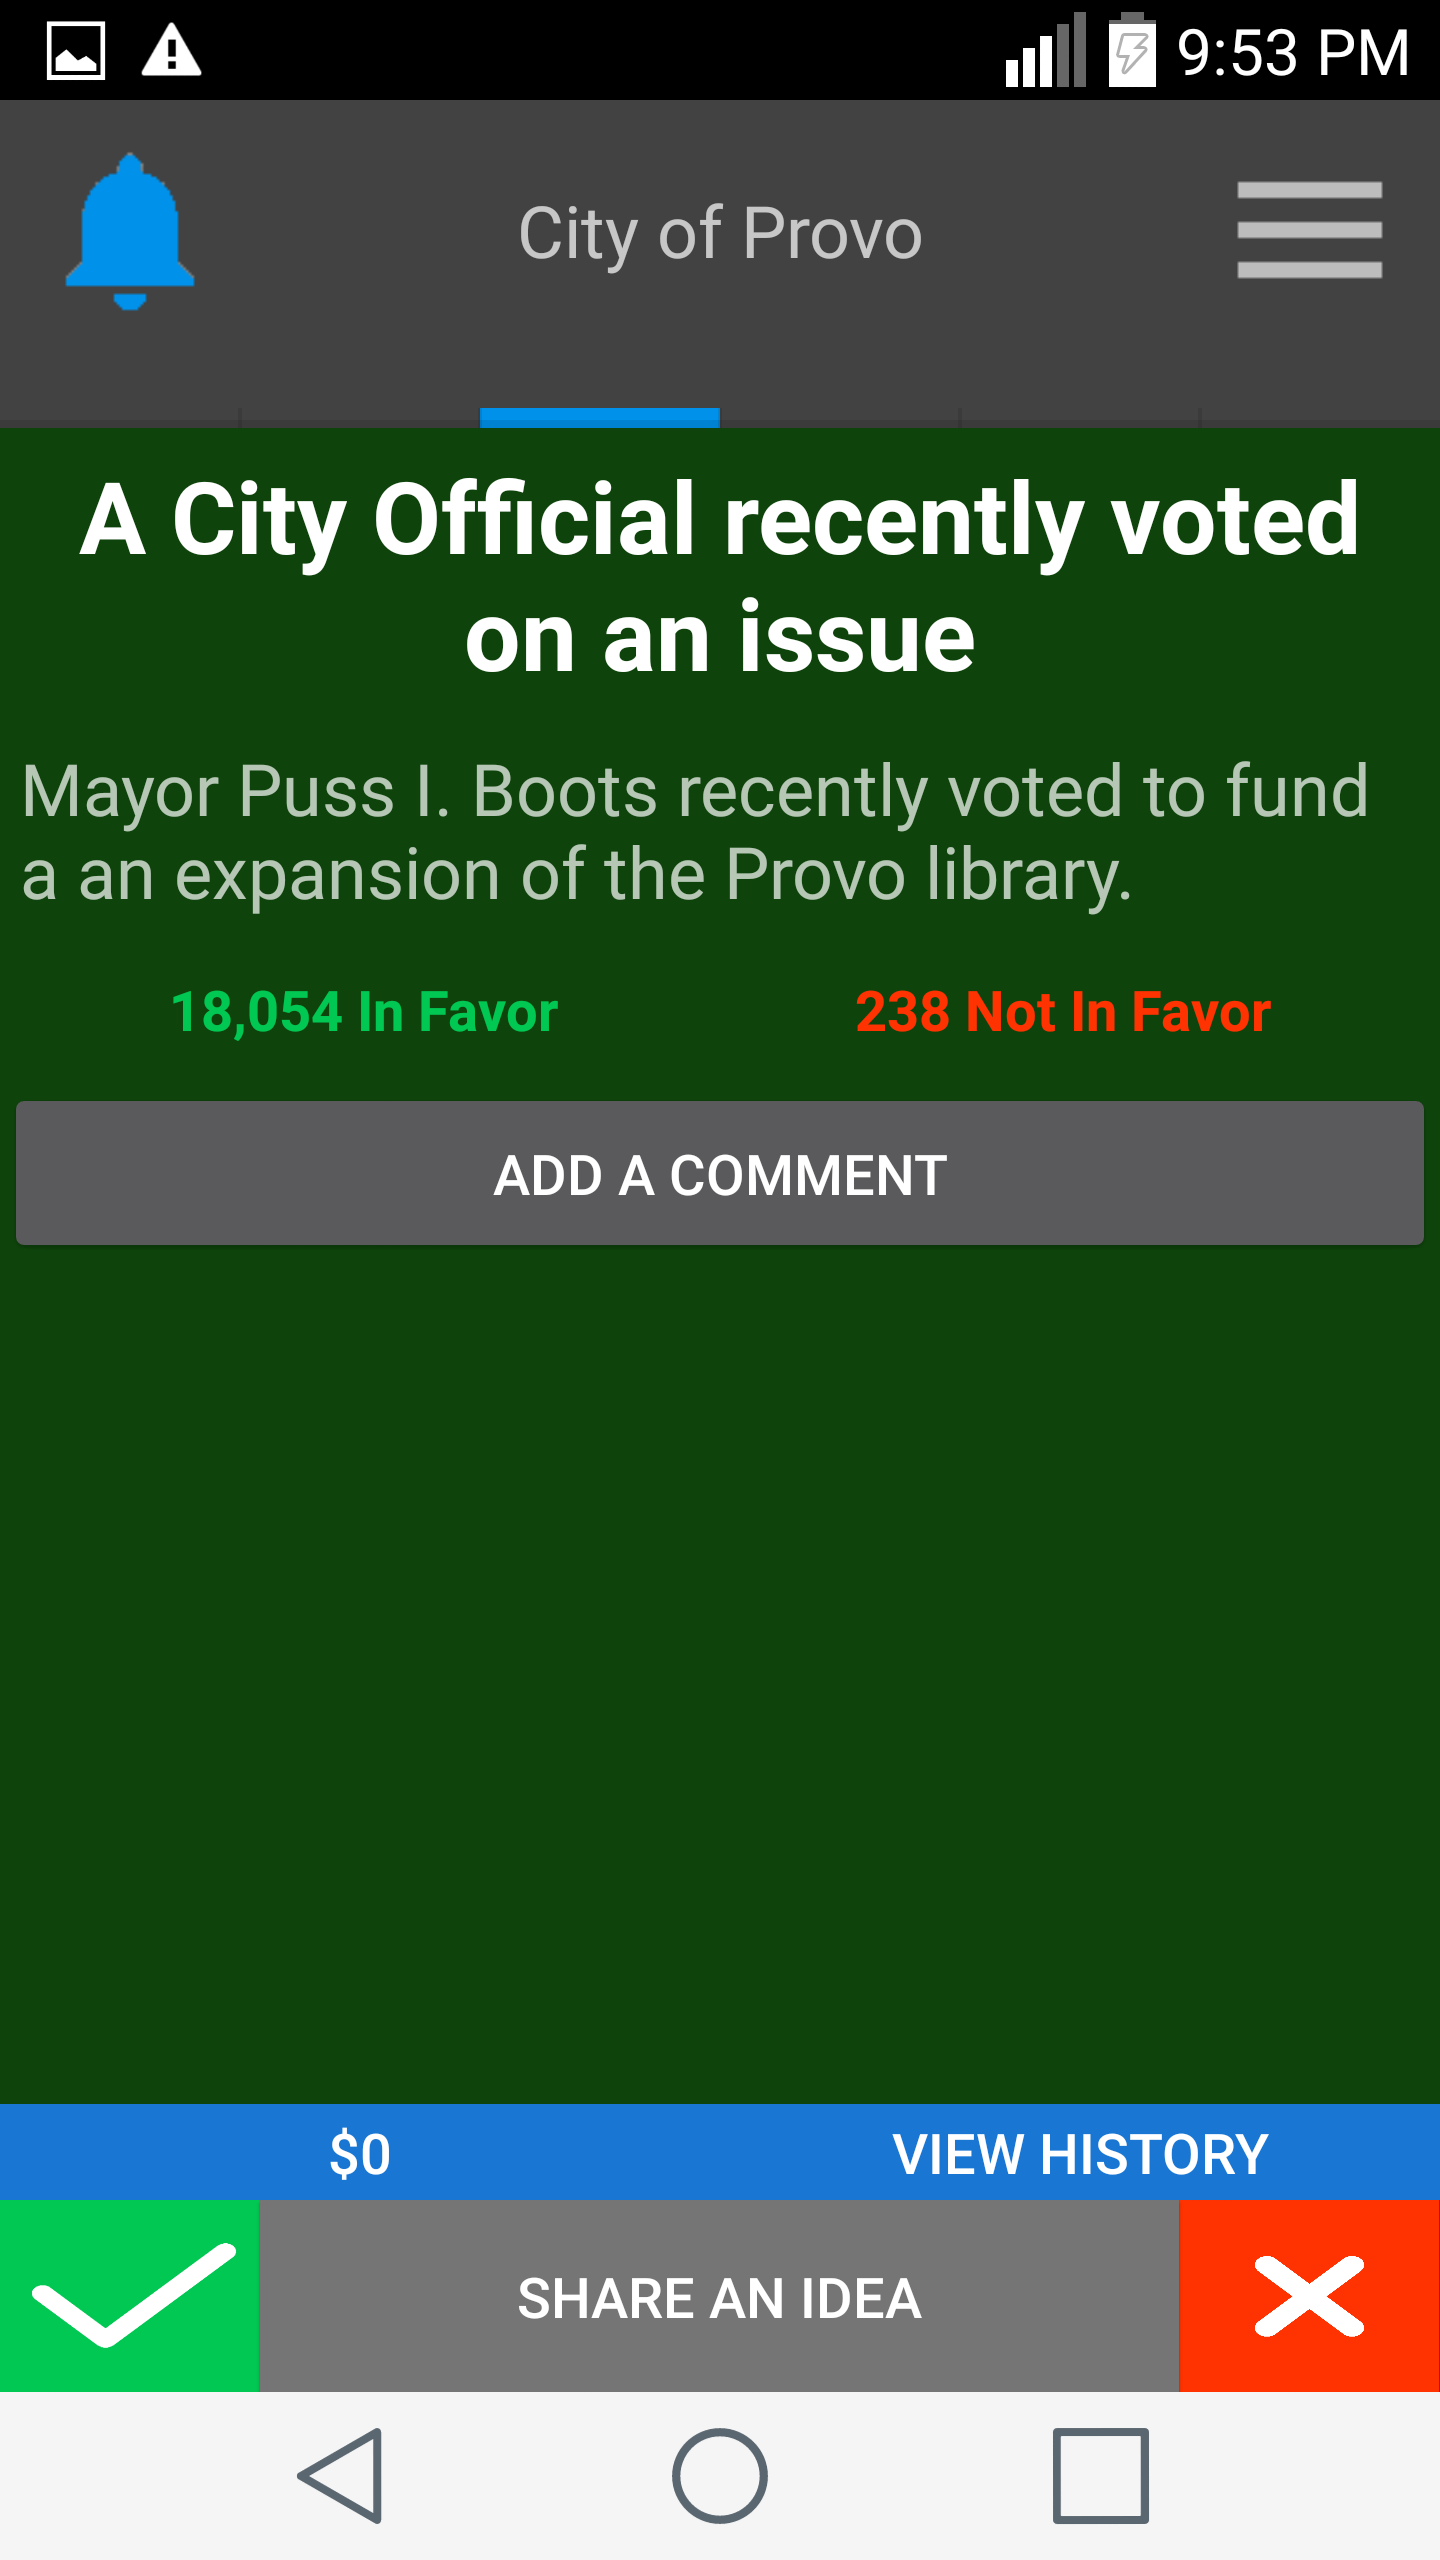 9:53 PM
City of Provo
A City Official recently voted
on an issue
Mayor Puss I. Boots recently voted to fund
a an expansion of the Provo library.
18,054 In Favor 238 Not In Favor
ADD A COMMENT
$0 VIEW HISTORY
SHARE AN IDEA